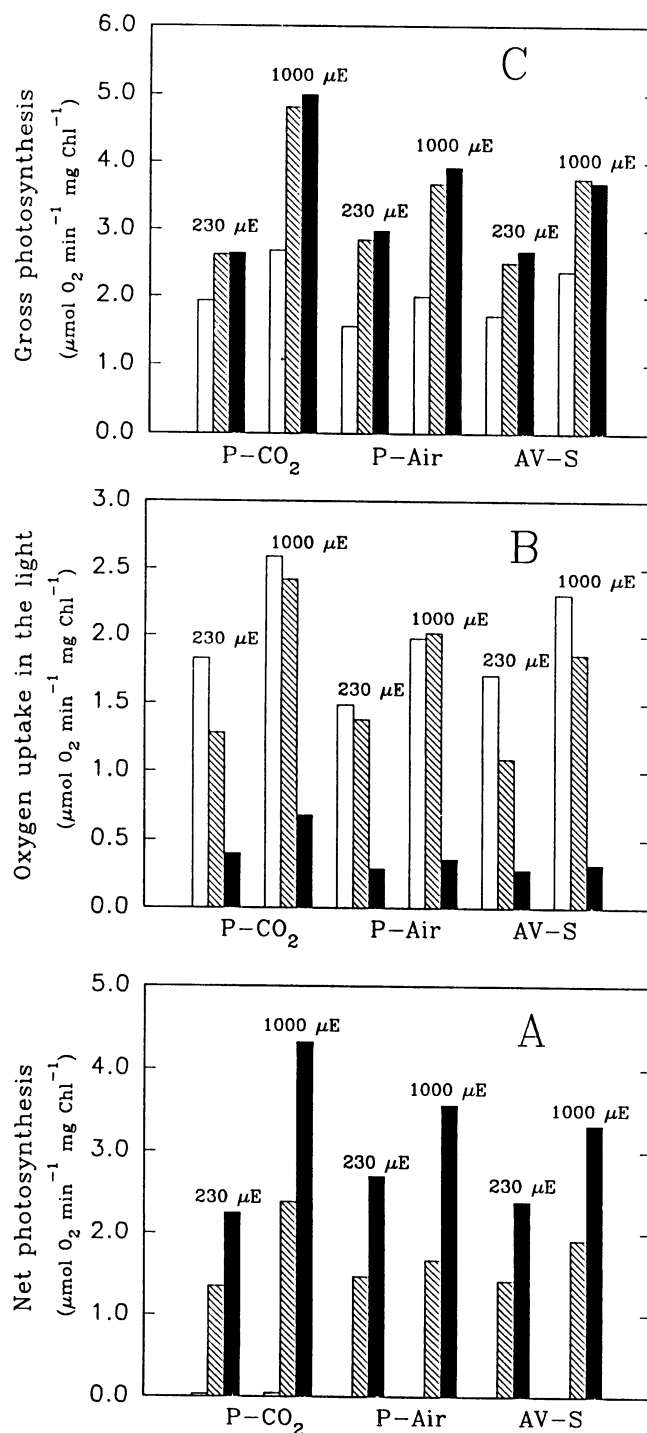 C
Gross photosynthesis
(μmol O₂ min⁻¹ mg Chl⁻¹)
6.0
5.0
4.0
3.0
2.0
1.0
0.0
230 μE
1000 μE
230 μE
1000 μE
230 μE
1000 μE
P-CO₂
P-Air
AV-S
B
Oxygen uptake in the light
(μmol O₂ min⁻¹ mg Chl⁻¹)
3.0
2.5
2.0
1.5
1.0
0.5
0.0
230 μE
1000 μE
230 μE
1000 μE
230 μE
1000 μE
P-CO₂
P-Air
AV-S
A
Net photosynthesis
(μmol O₂ min⁻¹ mg Chl⁻¹)
5.0
4.0
3.0
2.0
1.0
0.0
230 μE
1000 μE
230 μE
1000 μE
230 μE
1000 μE
P-CO₂
P-Air
AV-S